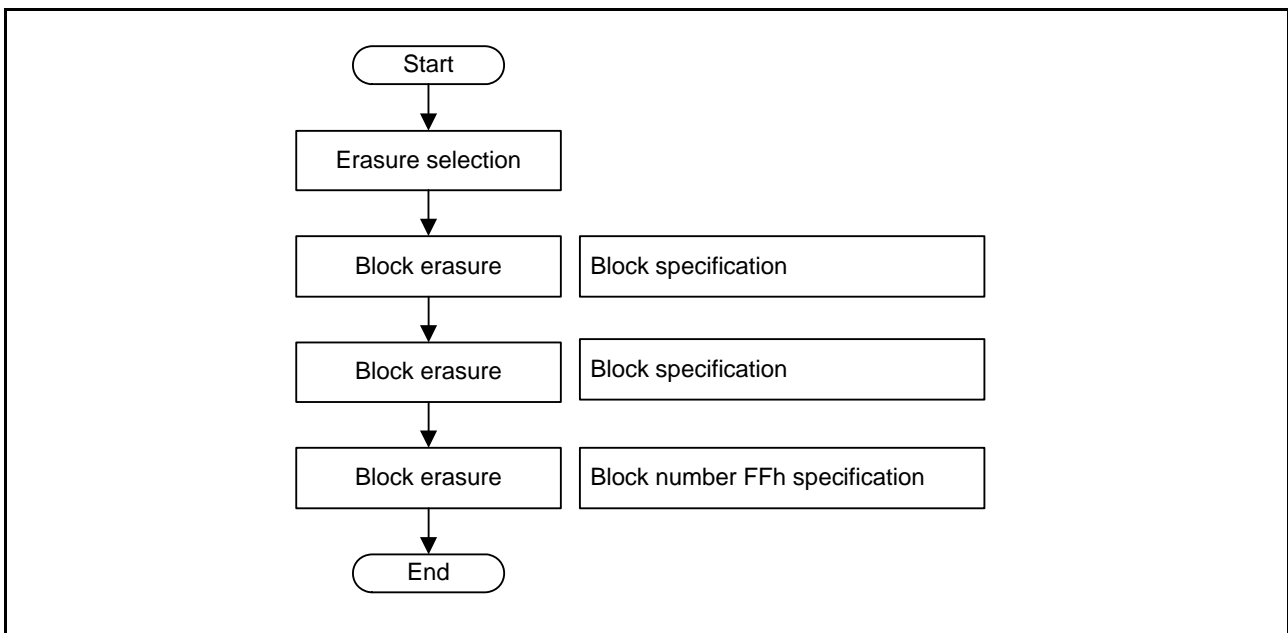 Start
Erasure selection
Block erasure
Block specification
Block erasure
Block specification
Block erasure
Block number FFh specification
End